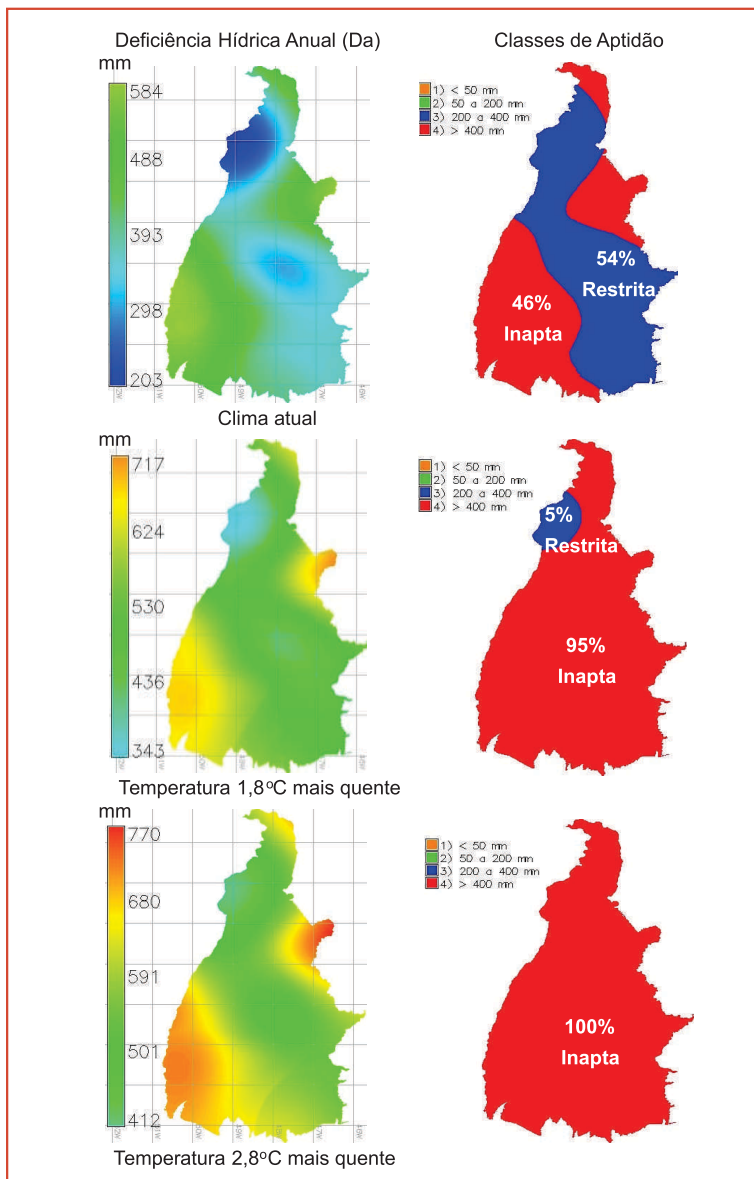 Deficiência Hídrica Anual (Da)
Classes de Aptidão
mm
584
488
393
298
203
1) < 50 mm
2) 50 a 200 mm
3) 200 a 400 mm
4) > 400 mm
54%
Restrita
46%
Inapta
Clima atual
mm
717
624
530
436
343
1) < 50 mm
2) 50 a 200 mm
3) 200 a 400 mm
4) > 400 mm
5%
Restrita
95%
Inapta
Temperatura 1,8ºC mais quente
mm
770
680
591
501
412
1) < 50 mm
2) 50 a 200 mm
3) 200 a 400 mm
4) > 400 mm
100%
Inapta
Temperatura 2,8ºC mais quente